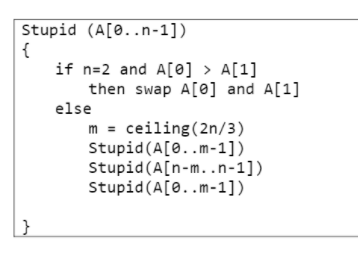 Stupid (A[0..n-1])
{
if n=2 and A[0] > A[1]
then swap A[0] and A[1]
else
m = ceiling(2n/3)
Stupid(A[0..m-1])
Stupid(A[n-m..n-1])
Stupid(A[0..m-1])
}